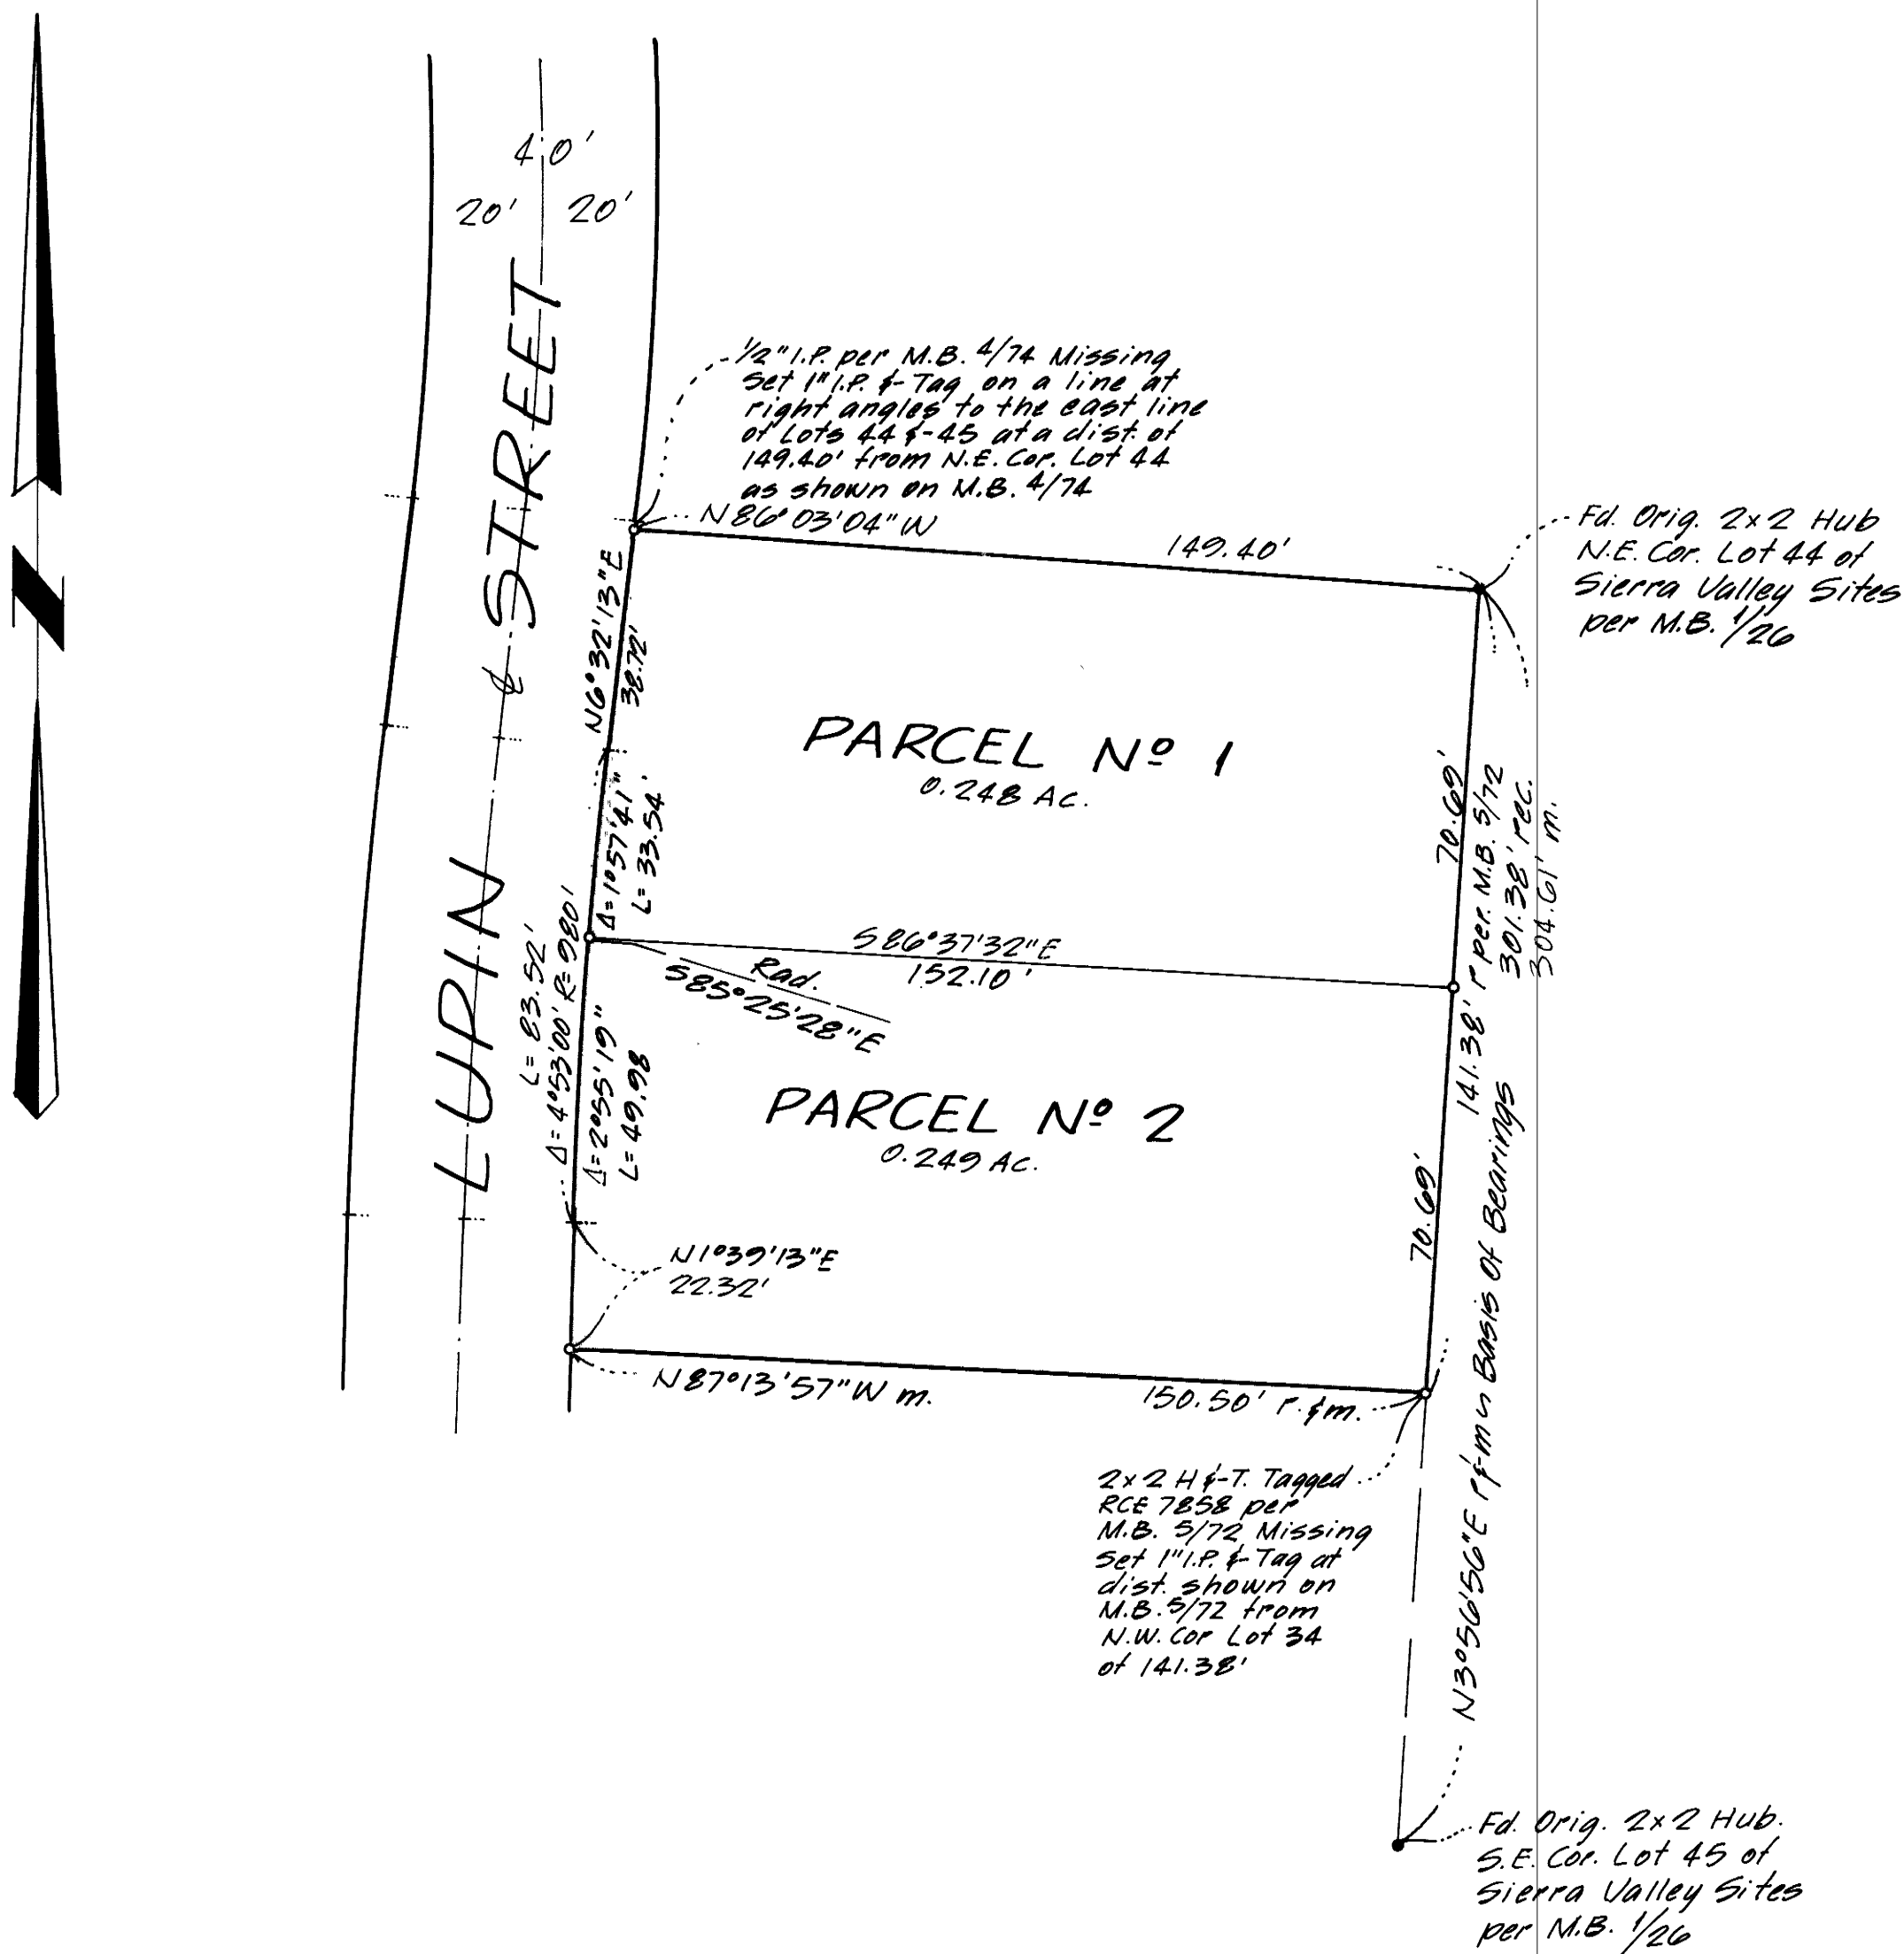 40'
20' 20'
LUPIN ℄ STREET
1/2" I.P. per M.B. 4/74 Missing
Set 1" I.P. & Tag on a line at
right angles to the east line
of Lots 44 & 45 at a dist. of
149.40' from N.E. Cor. Lot 44
as shown on M.B. 4/74
N86°03'04"W
149.40'
Fd. Orig. 2x2 Hub
N.E. Cor. Lot 44 of
Sierra Valley Sites
per M.B. 1/26
N
N6°32'13"E
38.72'
PARCEL Nº 1
0.248 AC.
70.69'
141.38' r per. M.B. 5/72
301.38' rec.
304.61' m.
Δ=1°57'41"
L=33.54'
S86°37'32"E
152.10'
Rad.
S85°25'28"E
L=83.52'
Δ=4°53'00" R=980'
Δ=2°55'19"
L=49.98
PARCEL Nº 2
0.249 AC.
70.69'
N1°39'13"E
22.32'
N87°13'57"W m.
150.50' r. & m.
N3°56'56"E r & m Basis of Bearings
2x2 H & T. Tagged
RCE 7858 per
M.B. 5/72 Missing
Set 1" I.P. & Tag at
dist. shown on
M.B. 5/72 from
N.W. Cor Lot 34
of 141.38'
Fd. Orig. 2x2 Hub.
S.E. Cor. Lot 45 of
Sierra Valley Sites
per M.B. 1/26